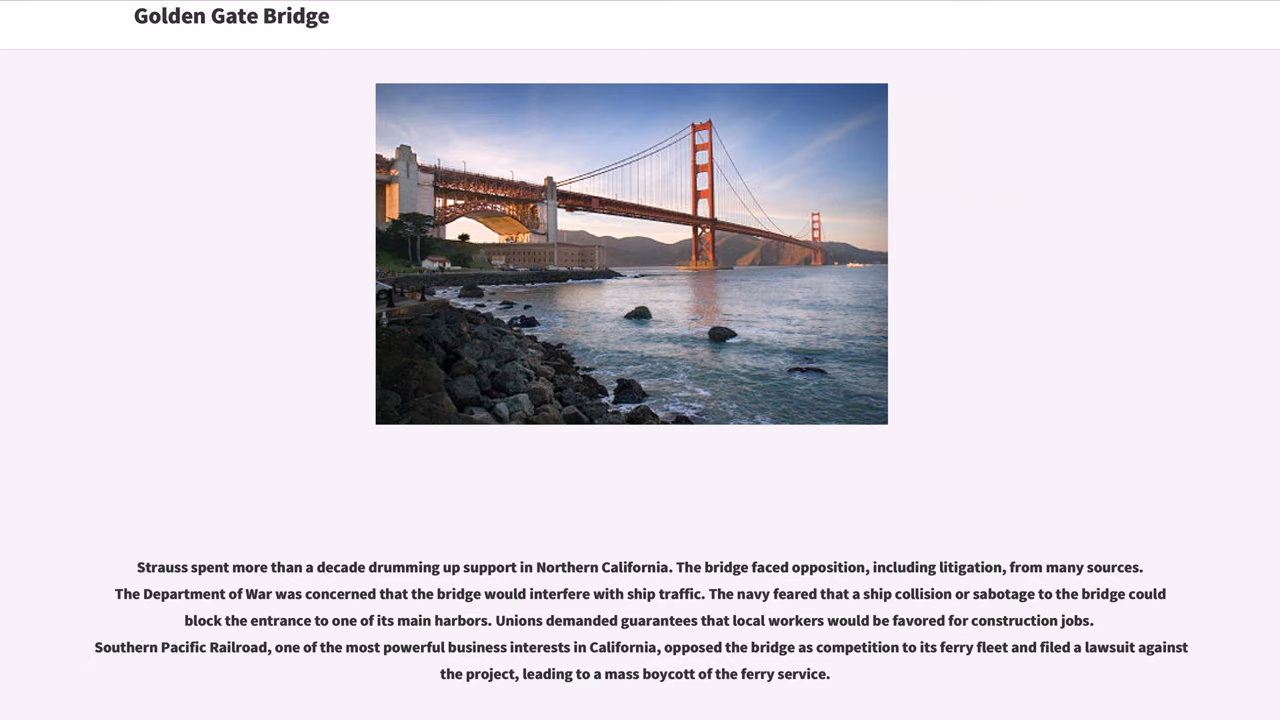 Golden Gate Bridge
Strauss spent more than a decade drumming up support in Northern California. The bridge faced opposition, including litigation, from many sources.
The Department of War was concerned that the bridge would interfere with ship traffic. The navy feared that a ship collision or sabotage to the bridge could
block the entrance to one of its main harbors. Unions demanded guarantees that local workers would be favored for construction jobs.
Southern Pacific Railroad, one of the most powerful business interests in California, opposed the bridge as competition to its ferry fleet and filed a lawsuit against
the project, leading to a mass boycott of the ferry service.